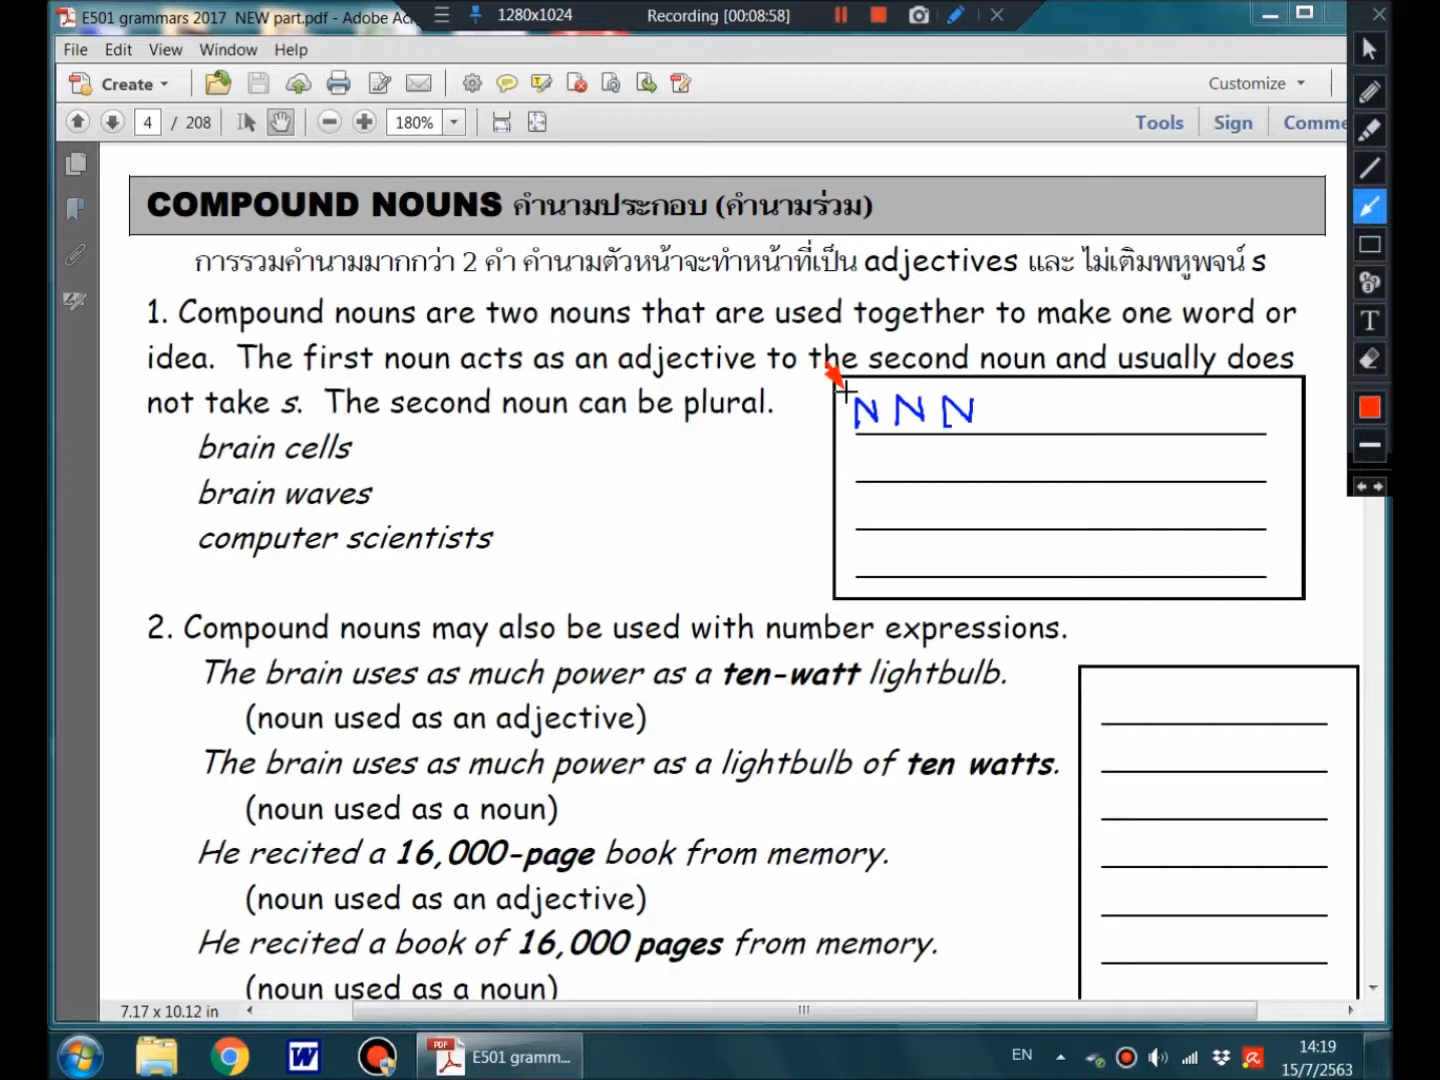 E501 grammars 2017 NEW part.pdf - Adobe Ac
1280x1024
Recording [00:08:58]
File Edit View Window Help
Create
Customize
4 / 208
180%
Tools Sign Comme
COMPOUND NOUNS คำนามประกอบ (คำนามร่วม)
การรวมคำนามมากกว่า 2 คำ คำนามตัวหน้าจะทำหน้าที่เป็น adjectives และ ไม่เติมพหูพจน์ s
1. Compound nouns are two nouns that are used together to make one word or
idea. The first noun acts as an adjective to the second noun and usually does
not take s. The second noun can be plural.
N N N
brain cells
brain waves
computer scientists
2. Compound nouns may also be used with number expressions.
The brain uses as much power as a ten-watt lightbulb.
(noun used as an adjective)
The brain uses as much power as a lightbulb of ten watts.
(noun used as a noun)
He recited a 16,000-page book from memory.
(noun used as an adjective)
He recited a book of 16,000 pages from memory.
(noun used as a noun)
7.17 x 10.12 in
E501 gramm...
EN
14:19
15/7/2563